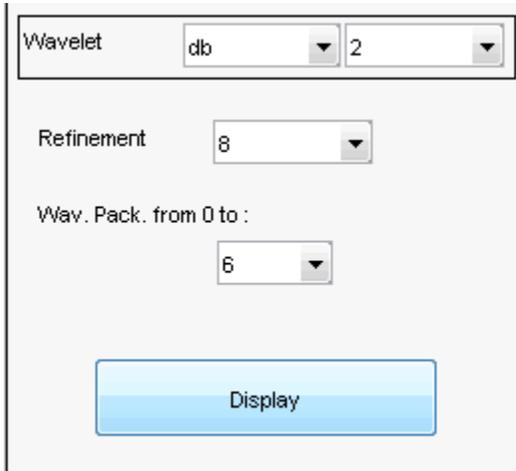 Wavelet db 2
Refinement 8
Wav. Pack. from 0 to :
6
Display